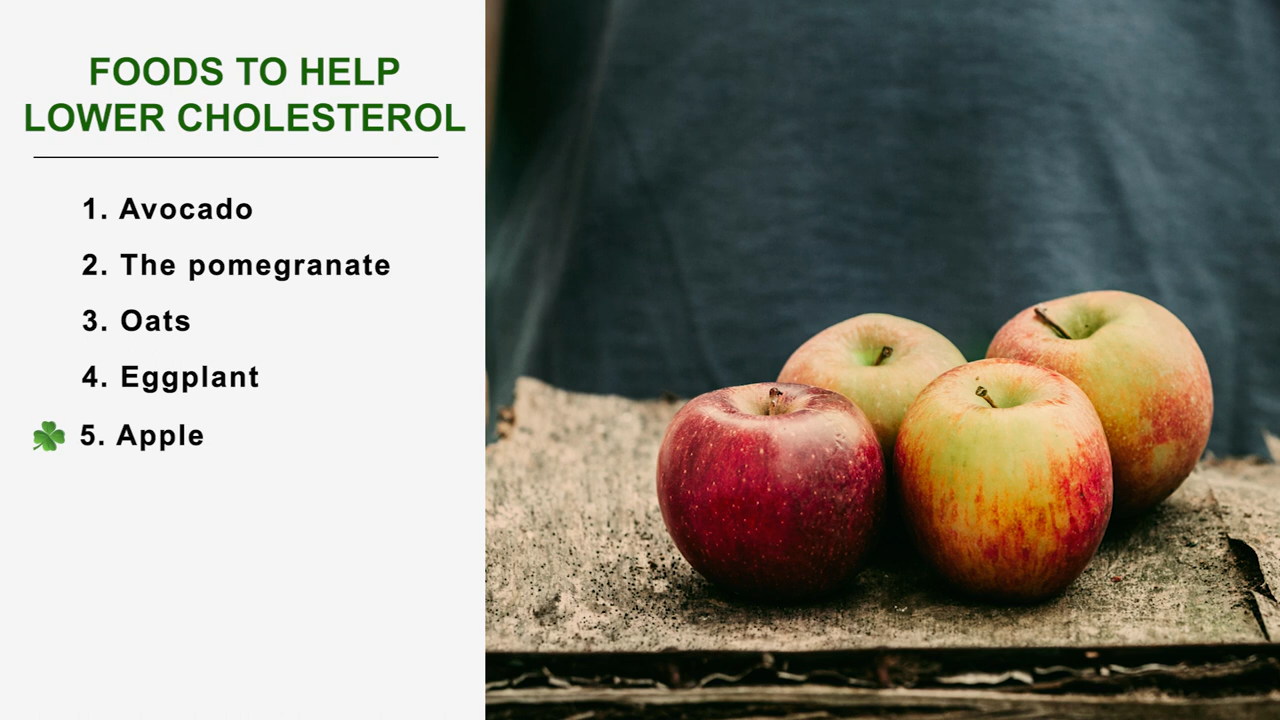 FOODS TO HELP
LOWER CHOLESTEROL
1. Avocado
2. The pomegranate
3. Oats
4. Eggplant
5. Apple